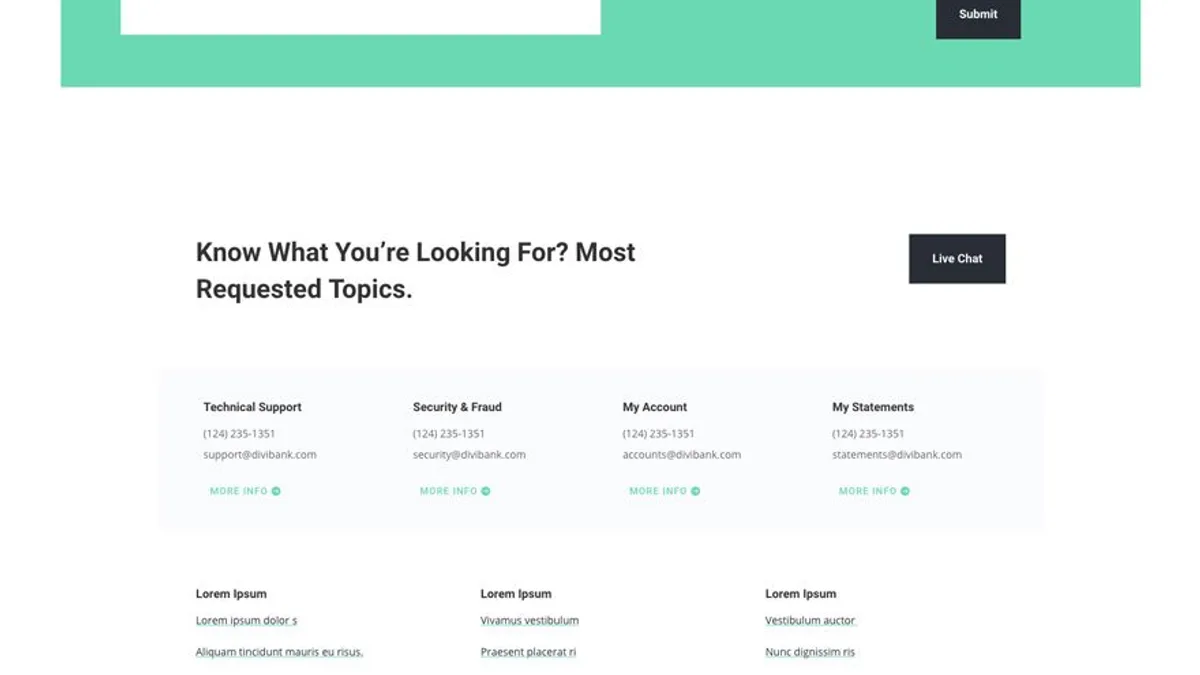 Submit
Know What You’re Looking For? Most
Requested Topics.
Live Chat
Technical Support
(124) 235-1351
support@divibank.com
MORE INFO
Security & Fraud
(124) 235-1351
security@divibank.com
MORE INFO
My Account
(124) 235-1351
accounts@divibank.com
MORE INFO
My Statements
(124) 235-1351
statements@divibank.com
MORE INFO
Lorem Ipsum
Lorem ipsum dolor s
Aliquam tincidunt mauris eu risus.
Lorem Ipsum
Vivamus vestibulum
Praesent placerat ri
Lorem Ipsum
Vestibulum auctor
Nunc dignissim ris